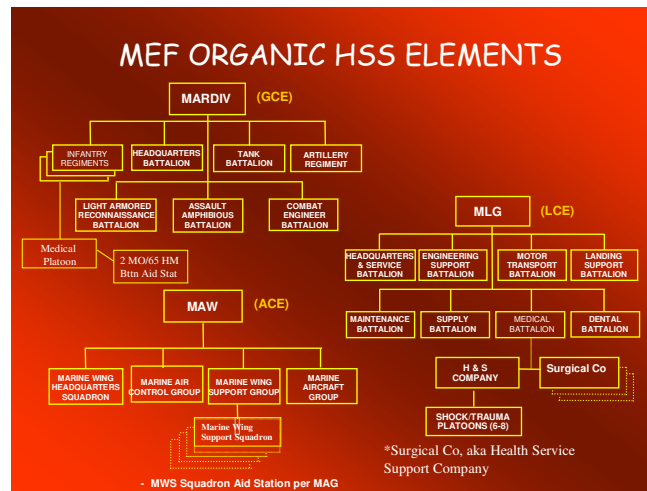 MEF ORGANIC HSS ELEMENTS
MARDIV
(GCE)
INFANTRY
REGIMENTS
HEADQUARTERS
BATTALION
TANK
BATTALION
ARTILLERY
REGIMENT
LIGHT ARMORED
RECONNAISSANCE
BATTALION
ASSAULT
AMPHIBIOUS
BATTALION
COMBAT
ENGINEER
BATTALION
Medical
Platoon
2 MO/65 HM
Bttn Aid Stat
MLG
(LCE)
HEADQUARTERS
& SERVICE
BATTALION
ENGINEERING
SUPPORT
BATTALION
MOTOR
TRANSPORT
BATTALION
LANDING
SUPPORT
BATTALION
MAINTENANCE
BATTALION
SUPPLY
BATTALION
MEDICAL
BATTALION
DENTAL
BATTALION
H & S
COMPANY
Surgical Co
SHOCK/TRAUMA
PLATOONS (6-8)
*Surgical Co, aka Health Service
Support Company
MAW
(ACE)
MARINE WING
HEADQUARTERS
SQUADRON
MARINE AIR
CONTROL GROUP
MARINE WING
SUPPORT GROUP
MARINE
AIRCRAFT
GROUP
Marine Wing
Support Squadron
- MWS Squadron Aid Station per MAG